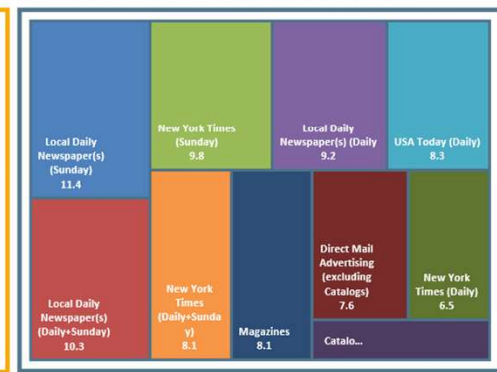 Local Daily
Newspaper(s)
(Sunday)
11.4
New York Times
(Sunday)
9.8
Local Daily
Newspaper(s) (Daily
9.2
USA Today (Daily)
8.3
Local Daily
Newspaper(s)
(Daily+Sunday)
10.3
New York
Times
(Daily+Sunda
y)
8.1
Magazines
8.1
Direct Mail
Advertising
(excluding
Catalogs)
7.6
New York
Times (Daily)
6.5
Catalo...